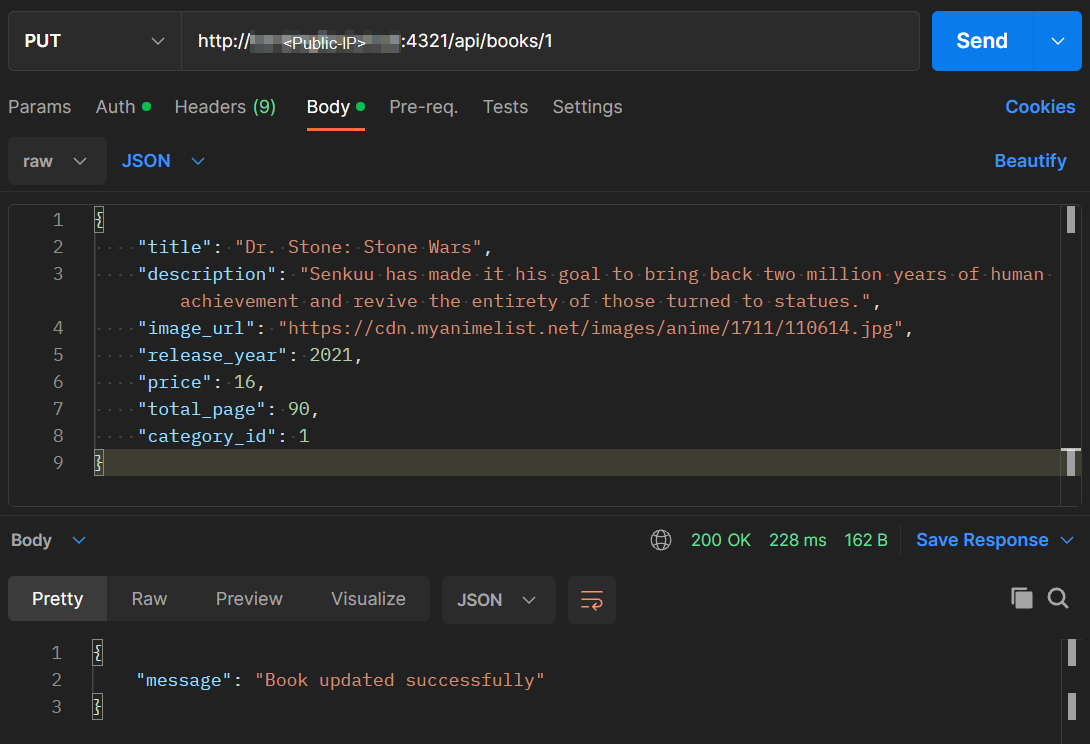 PUT http://<Public-IP>:4321/api/books/1 Send
Params Auth Headers (9) Body Pre-req. Tests Settings Cookies
raw JSON Beautify
1 {
2 "title": "Dr. Stone: Stone Wars",
3 "description": "Senkuu has made it his goal to bring back two million years of human
achievement and revive the entirety of those turned to statues.",
4 "image_url": "https://cdn.myanimelist.net/images/anime/1711/110614.jpg",
5 "release_year": 2021,
6 "price": 16,
7 "total_page": 90,
8 "category_id": 1
9 }
Body 200 OK 228 ms 162 B Save Response
Pretty Raw Preview Visualize JSON
1 {
2 "message": "Book updated successfully"
3 }